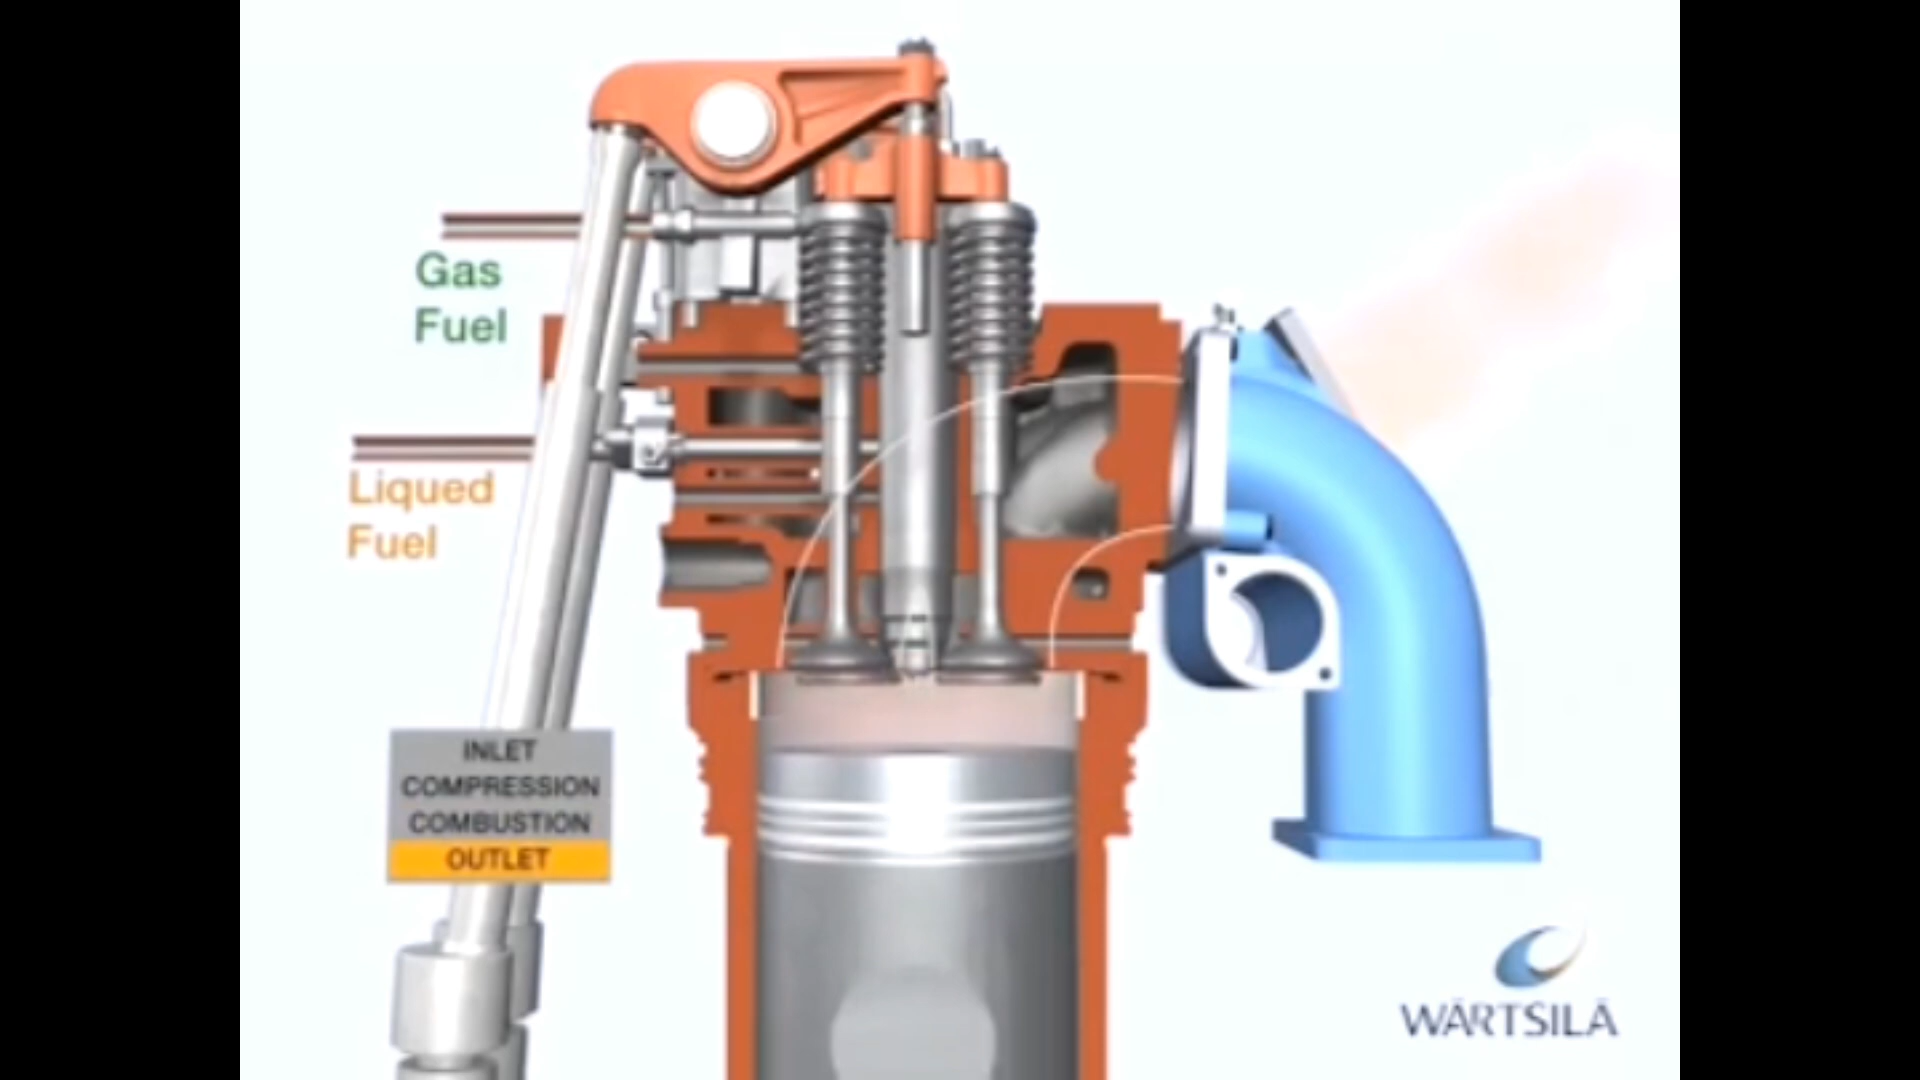 Gas
Fuel
Liqued
Fuel
INLET
COMPRESSION
COMBUSTION
OUTLET
WÄRTSILÄ